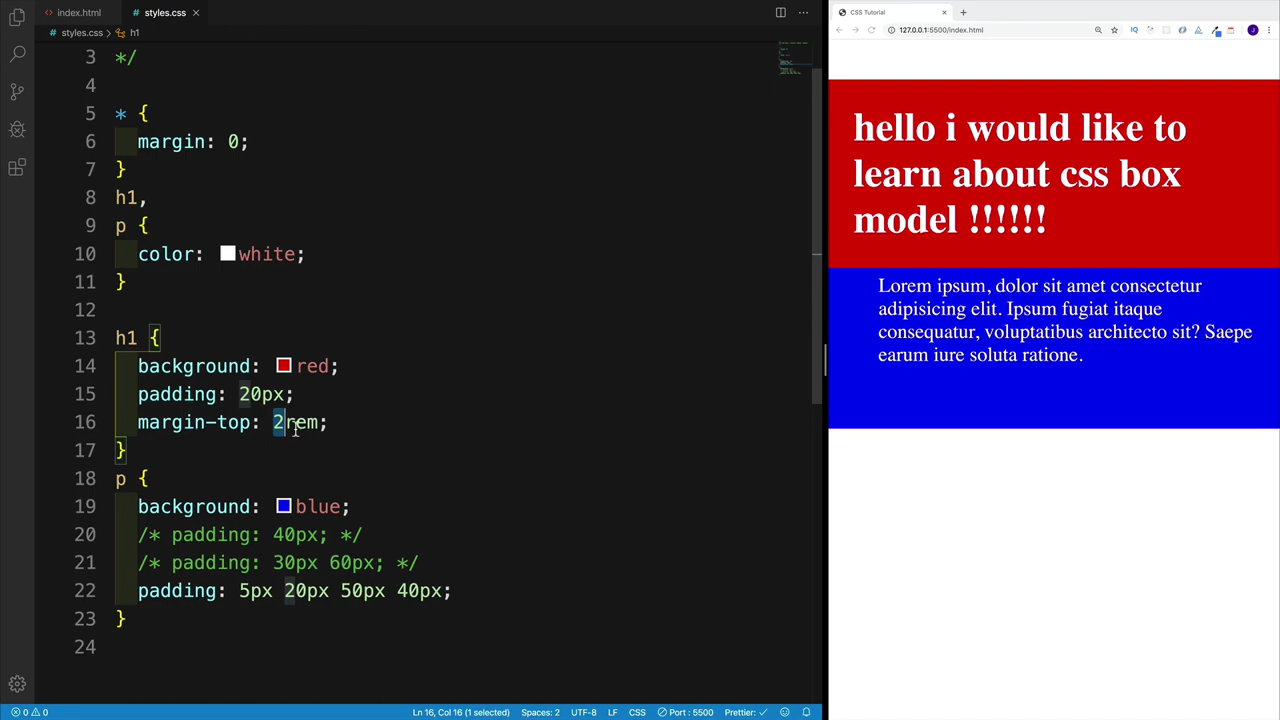 index.html
styles.css
CSS Tutorial
styles.css > h1
127.0.0.1:5500/index.html
3 */
4
5 * {
6 margin: 0;
7 }
8 h1,
9 p {
10 color: white;
11 }
12
13 h1 {
14 background: red;
15 padding: 20px;
16 margin-top: 2rem;
17 }
18 p {
19 background: blue;
20 /* padding: 40px; */
21 /* padding: 30px 60px; */
22 padding: 5px 20px 50px 40px;
23 }
24
hello i would like to
learn about css box
model !!!!!!
Lorem ipsum, dolor sit amet consectetur
adipisicing elit. Ipsum fugiat itaque
consequatur, voluptatibus architecto sit? Saepe
earum iure soluta ratione.
0 0 Ln 16, Col 16 (1 selected) Spaces: 2 UTF-8 LF CSS Port : 5500 Prettier: ✓